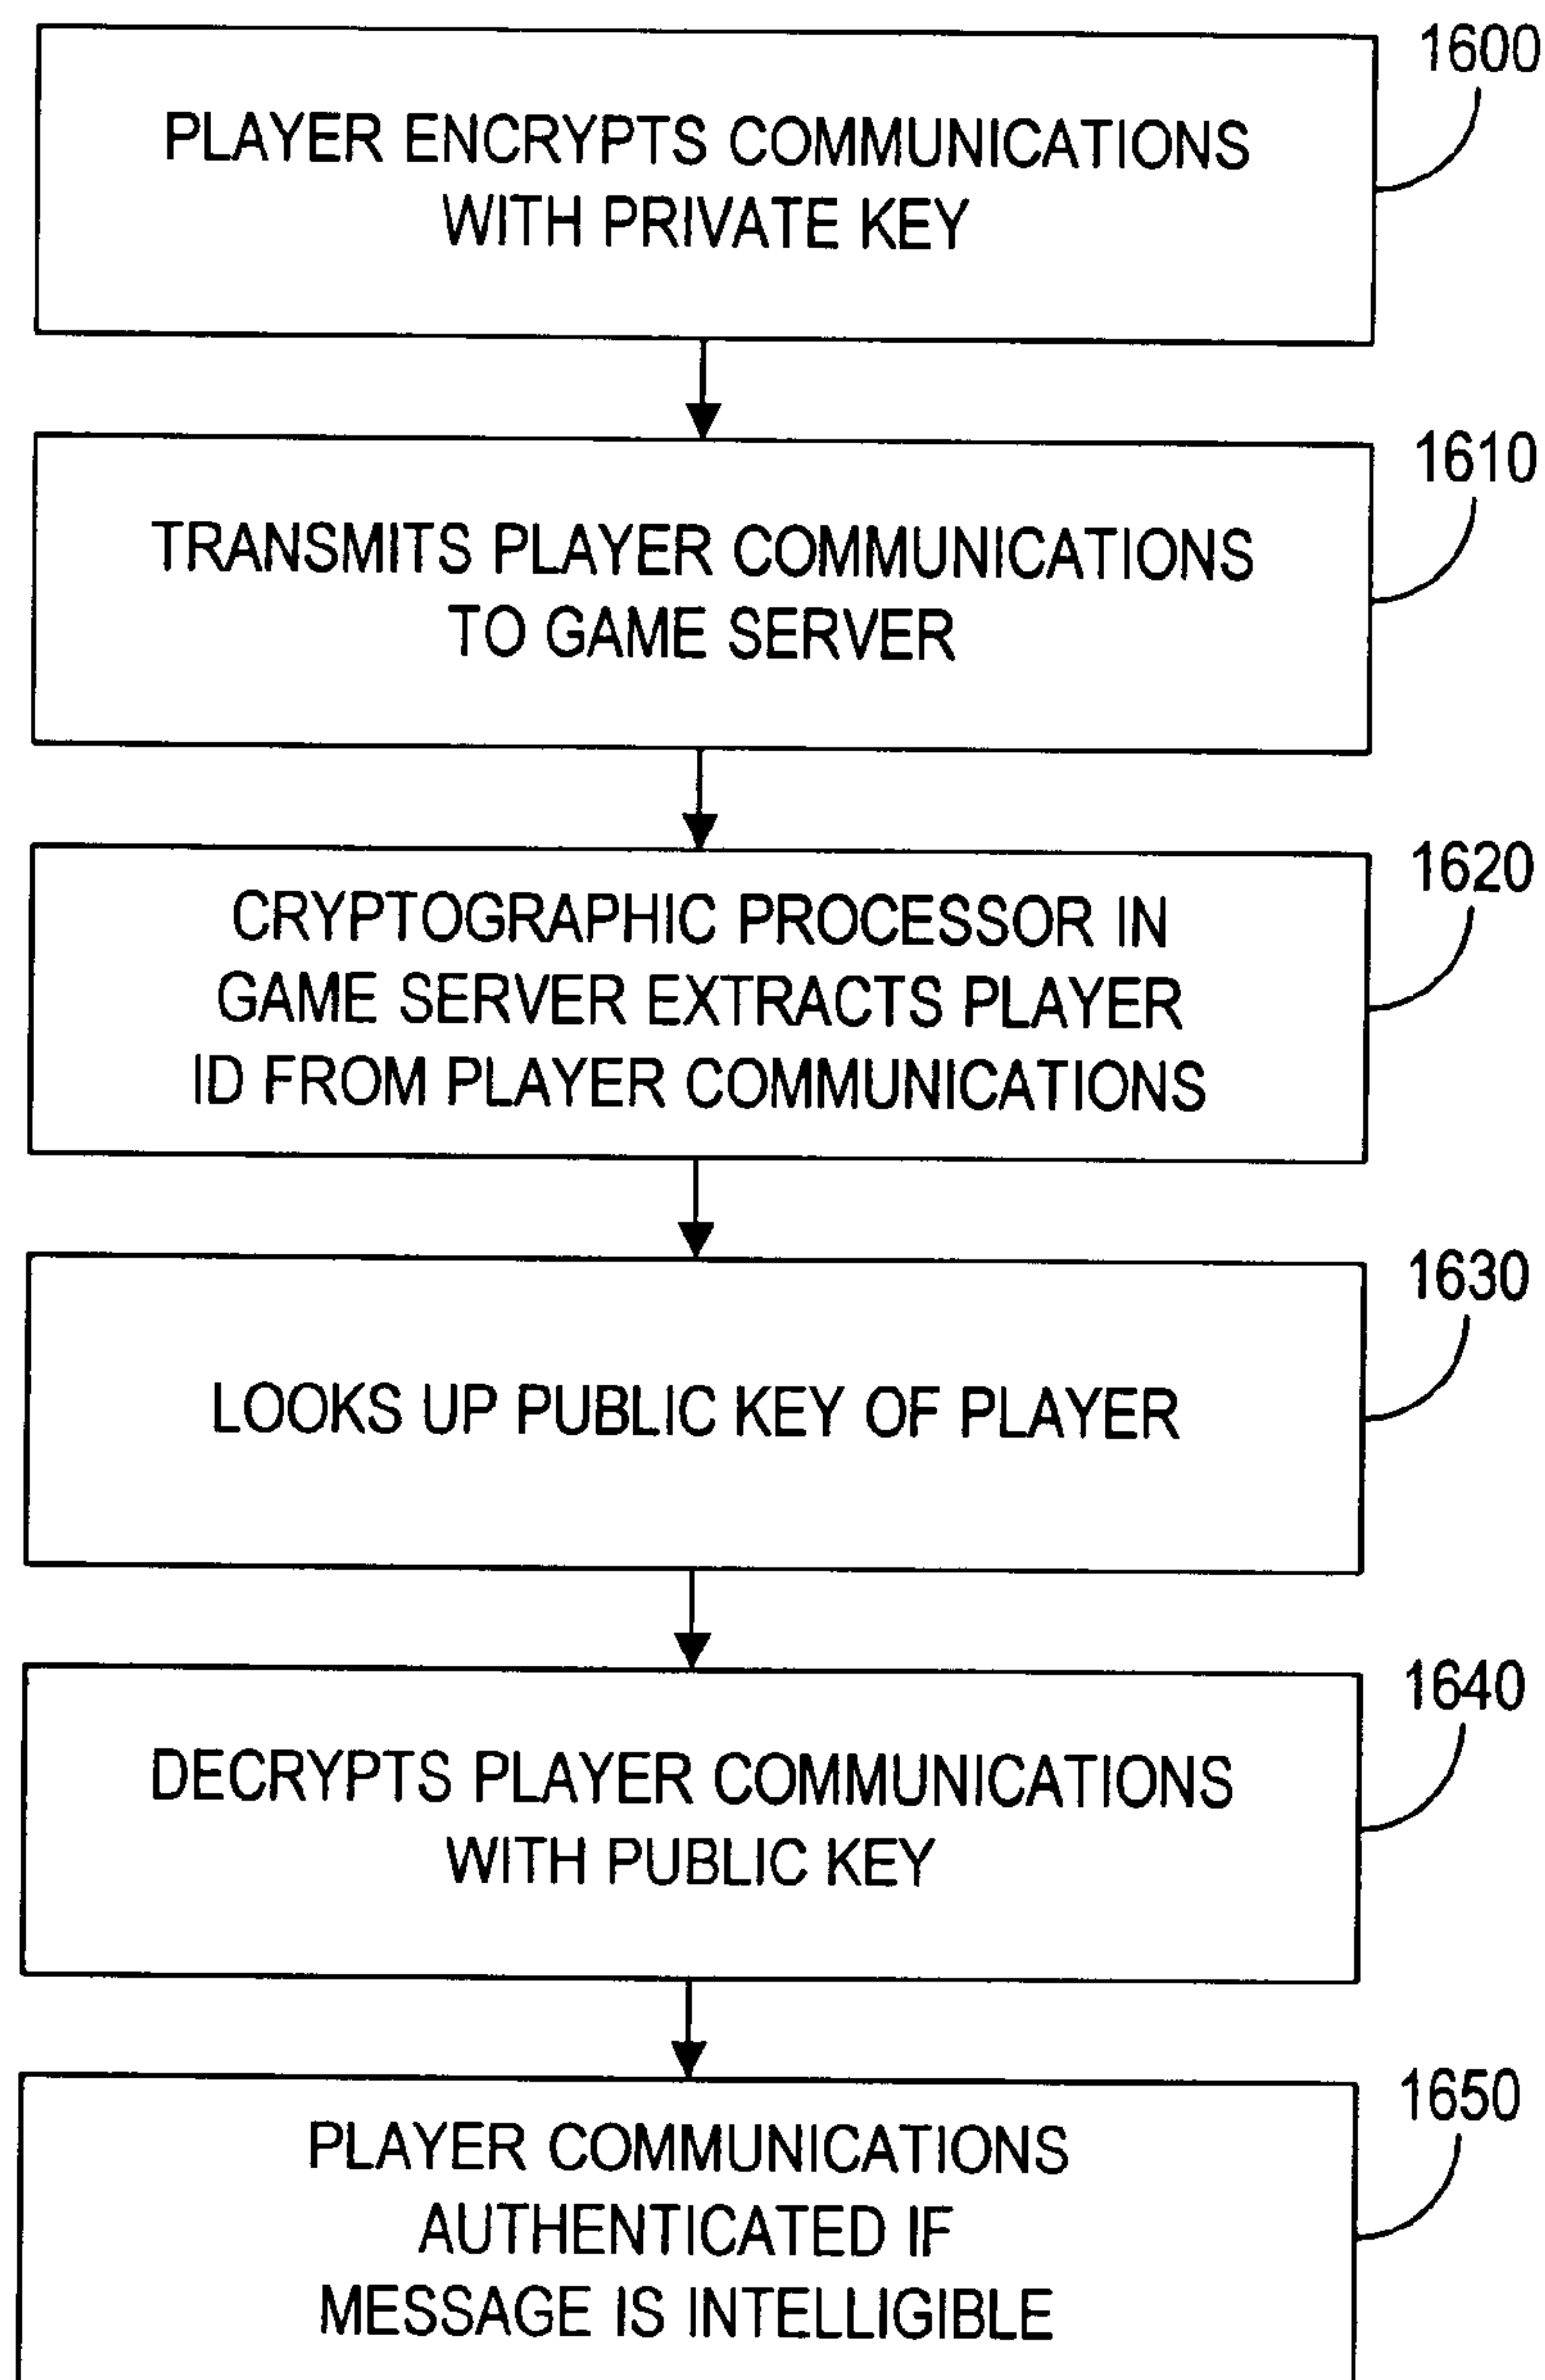 1600
PLAYER ENCRYPTS COMMUNICATIONS
WITH PRIVATE KEY
1610
TRANSMITS PLAYER COMMUNICATIONS
TO GAME SERVER
1620
CRYPTOGRAPHIC PROCESSOR IN
GAME SERVER EXTRACTS PLAYER
ID FROM PLAYER COMMUNICATIONS
1630
LOOKS UP PUBLIC KEY OF PLAYER
1640
DECRYPTS PLAYER COMMUNICATIONS
WITH PUBLIC KEY
1650
PLAYER COMMUNICATIONS
AUTHENTICATED IF
MESSAGE IS INTELLIGIBLE